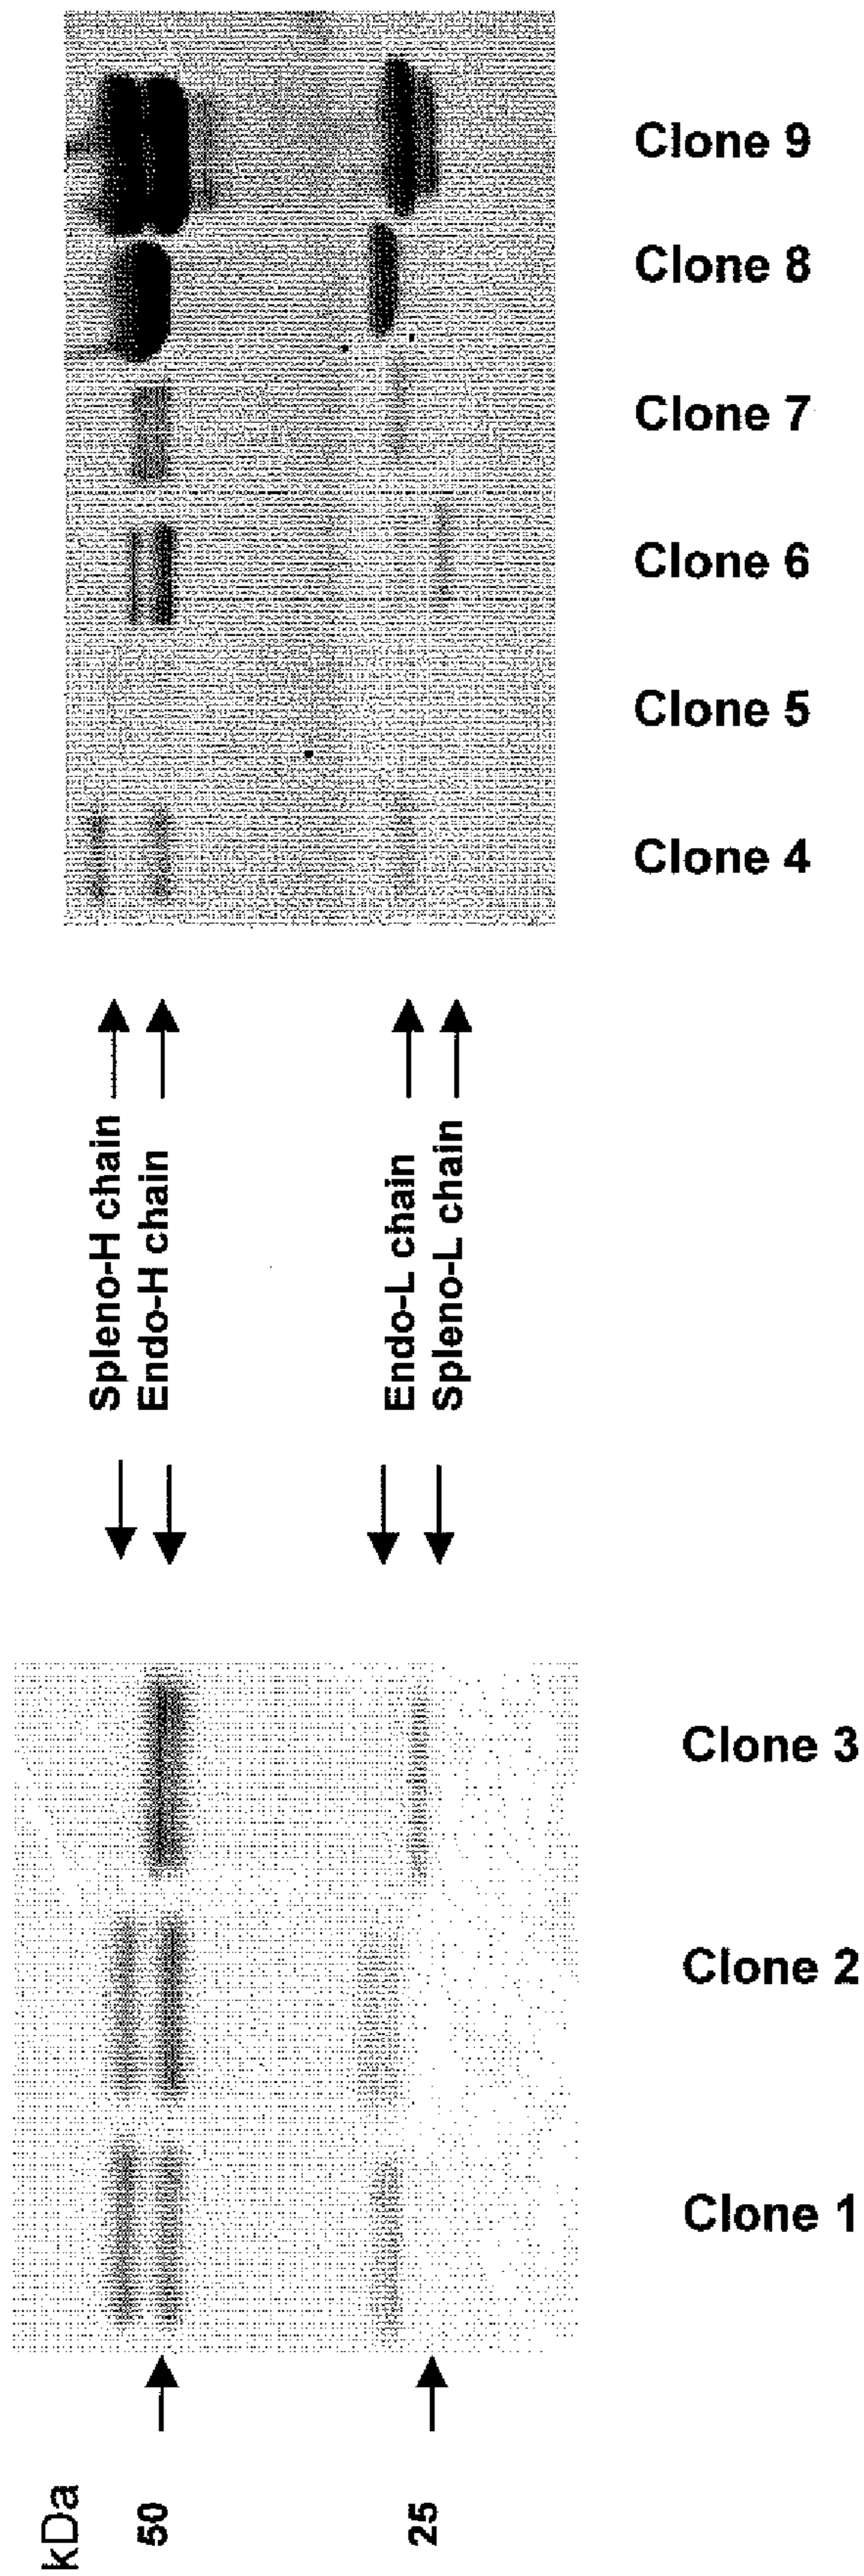 Clone 9
Clone 8
Clone 7
Clone 6
Clone 5
Clone 4
Spleno-H chain
Endo-H chain
Endo-L chain
Spleno-L chain
Clone 3
Clone 2
Clone 1
kDa
50
25